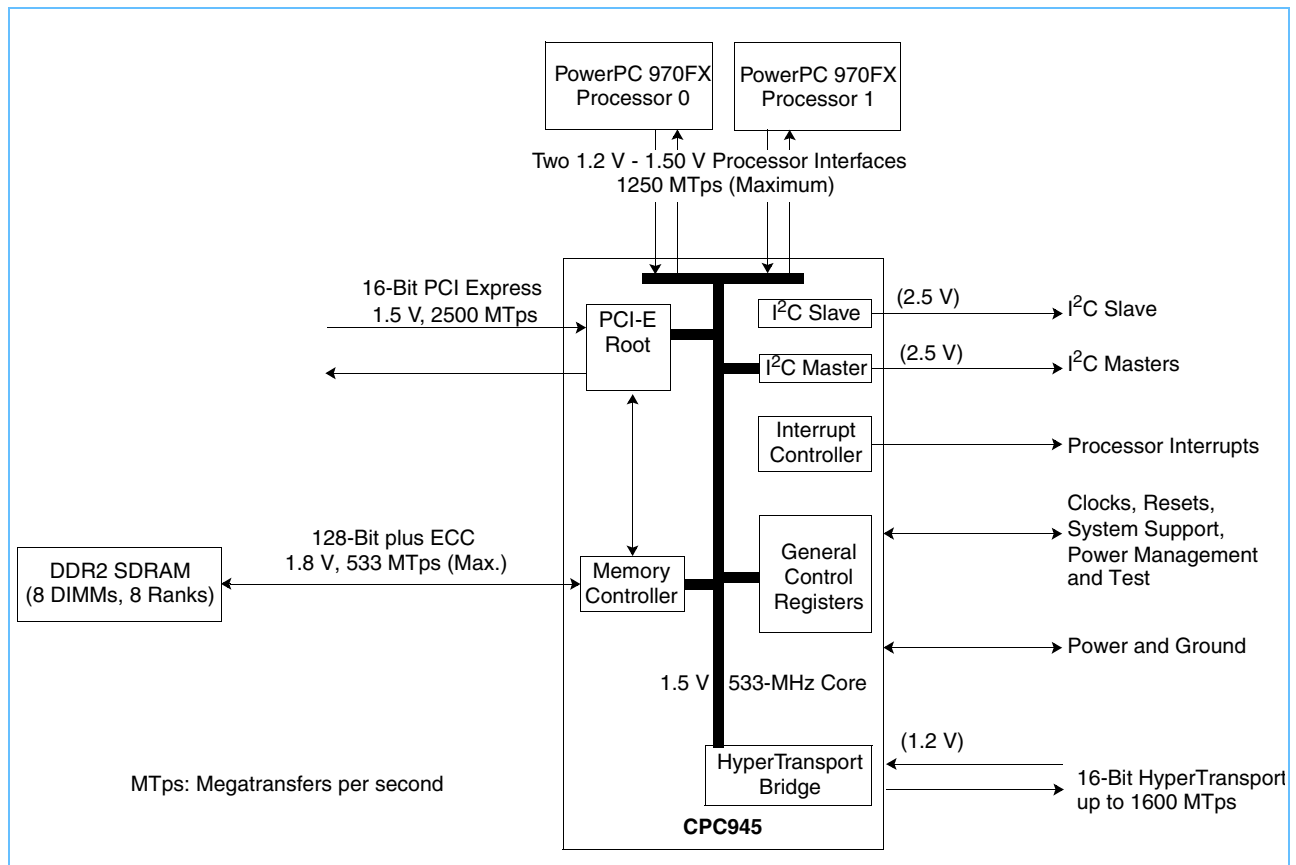 PowerPC 970FX
Processor 0
PowerPC 970FX
Processor 1
Two 1.2 V - 1.50 V Processor Interfaces
1250 MTps (Maximum)
16-Bit PCI Express
1.5 V, 2500 MTps
PCI-E
Root
I²C Slave
(2.5 V)
I²C Slave
I²C Master
(2.5 V)
I²C Masters
Interrupt
Controller
Processor Interrupts
128-Bit plus ECC
1.8 V, 533 MTps (Max.)
DDR2 SDRAM
(8 DIMMs, 8 Ranks)
Memory
Controller
General
Control
Registers
Clocks, Resets,
System Support,
Power Management
and Test
Power and Ground
1.5 V 533-MHz Core
HyperTransport
Bridge
(1.2 V)
16-Bit HyperTransport
up to 1600 MTps
MTps: Megatransfers per second
CPC945